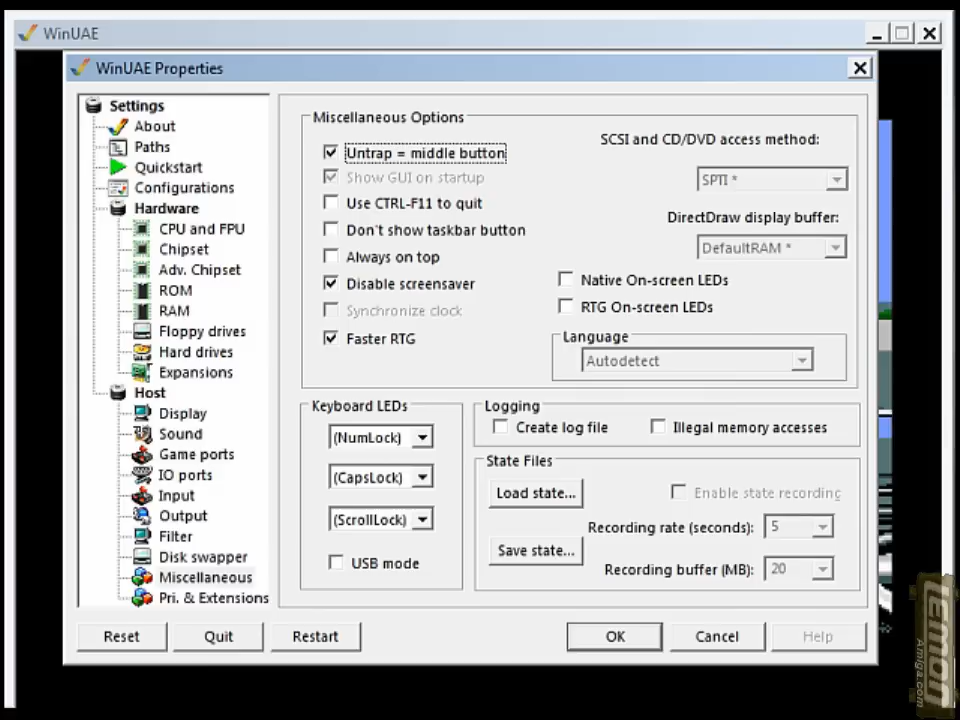 WinUAE
WinUAE Properties
Settings
About
Paths
Quickstart
Configurations
Hardware
CPU and FPU
Chipset
Adv. Chipset
ROM
RAM
Floppy drives
Hard drives
Expansions
Host
Display
Sound
Game ports
IO ports
Input
Output
Filter
Disk swapper
Miscellaneous
Pri. & Extensions
Miscellaneous Options
Untrap = middle button
Show GUI on startup
Use CTRL-F11 to quit
Don't show taskbar button
Always on top
Disable screensaver
Synchronize clock
Faster RTG
SCSI and CD/DVD access method:
SPTI *
DirectDraw display buffer:
DefaultRAM *
Native On-screen LEDs
RTG On-screen LEDs
Language
Autodetect
Keyboard LEDs
(NumLock)
(CapsLock)
(ScrollLock)
USB mode
Logging
Create log file
Illegal memory accesses
State Files
Load state...
Enable state recording
Recording rate (seconds): 5
Save state...
Recording buffer (MB): 20
Reset
Quit
Restart
OK
Cancel
Help
Lemon
Amiga.com